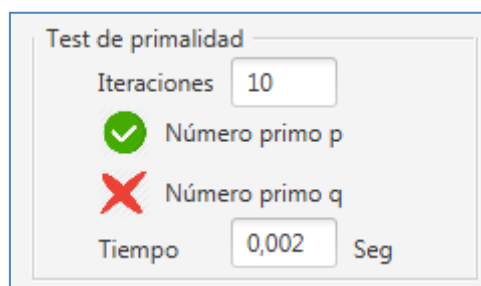 Test de primalidad
Iteraciones 10
Número primo p
Número primo q
Tiempo 0,002 Seg